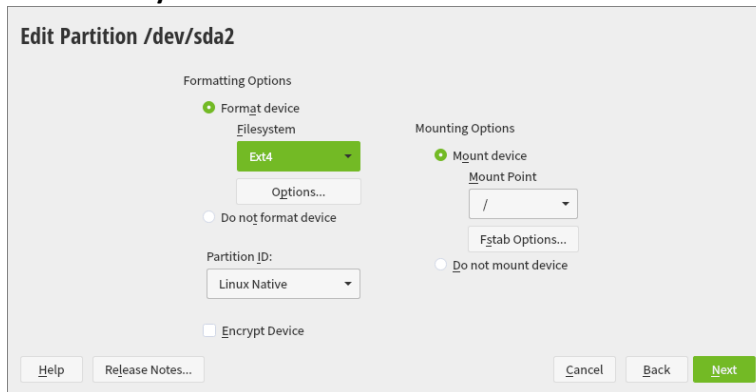 Edit Partition /dev/sda2
Formatting Options
Format device
Filesystem
Ext4
Options...
Do not format device
Partition ID:
Linux Native
Encrypt Device
Mounting Options
Mount device
Mount Point
/
Fstab Options...
Do not mount device
Help
Release Notes...
Cancel
Back
Next